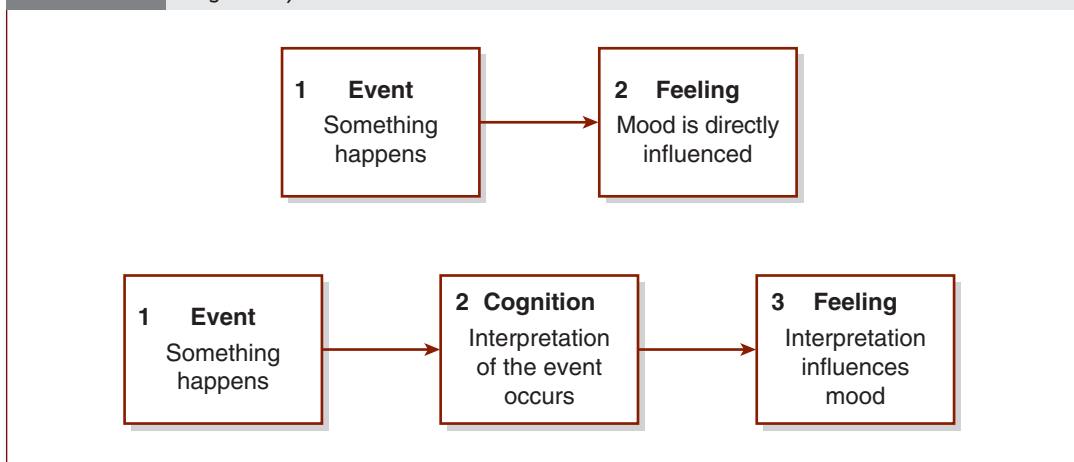 1 Event
Something
happens
2 Feeling
Mood is directly
influenced
1 Event
Something
happens
2 Cognition
Interpretation
of the event
occurs
3 Feeling
Interpretation
influences
mood